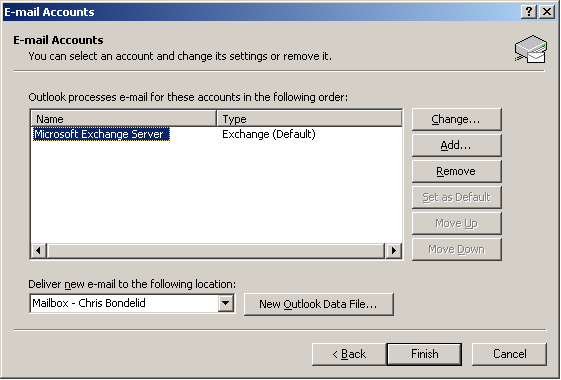 E-mail Accounts
E-mail Accounts
You can select an account and change its settings or remove it.
Outlook processes e-mail for these accounts in the following order:
Name Type
Microsoft Exchange Server Exchange (Default)
Change...
Add...
Remove
Set as Default
Move Up
Move Down
Deliver new e-mail to the following location:
Mailbox - Chris Bondelid New Outlook Data File...
< Back Finish Cancel